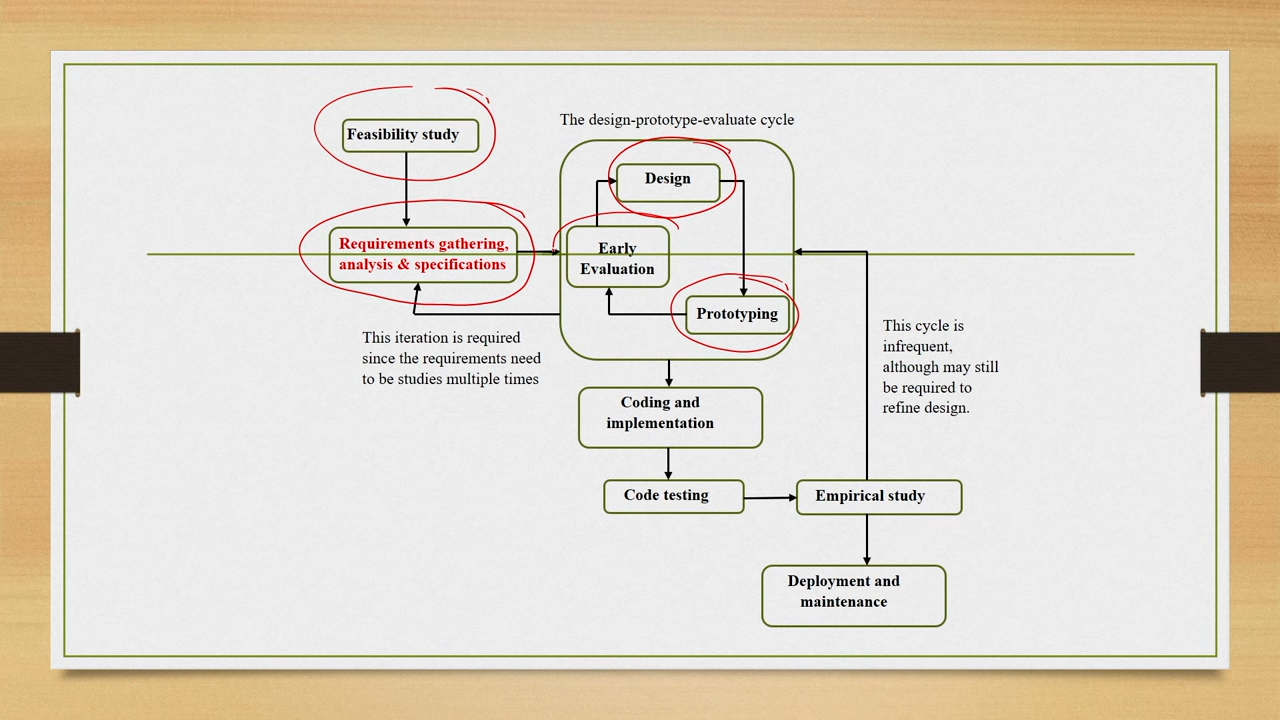 The design-prototype-evaluate cycle
Feasibility study
Design
Requirements gathering,
analysis & specifications
Early
Evaluation
Prototyping
This iteration is required
since the requirements need
to be studies multiple times
This cycle is
infrequent,
although may still
be required to
refine design.
Coding and
implementation
Code testing
Empirical study
Deployment and
maintenance